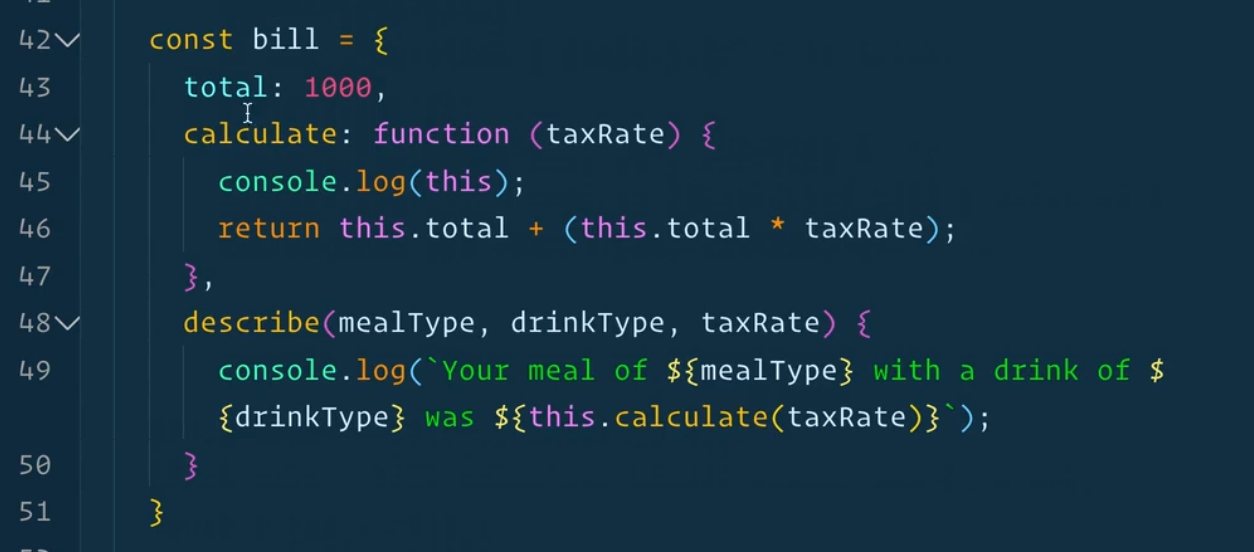 42 const bill = {
43 total: 1000,
44 calculate: function (taxRate) {
45 console.log(this);
46 return this.total + (this.total * taxRate);
47 },
48 describe(mealType, drinkType, taxRate) {
49 console.log(`Your meal of ${mealType} with a drink of $
{drinkType} was ${this.calculate(taxRate)}`);
50 }
51 }